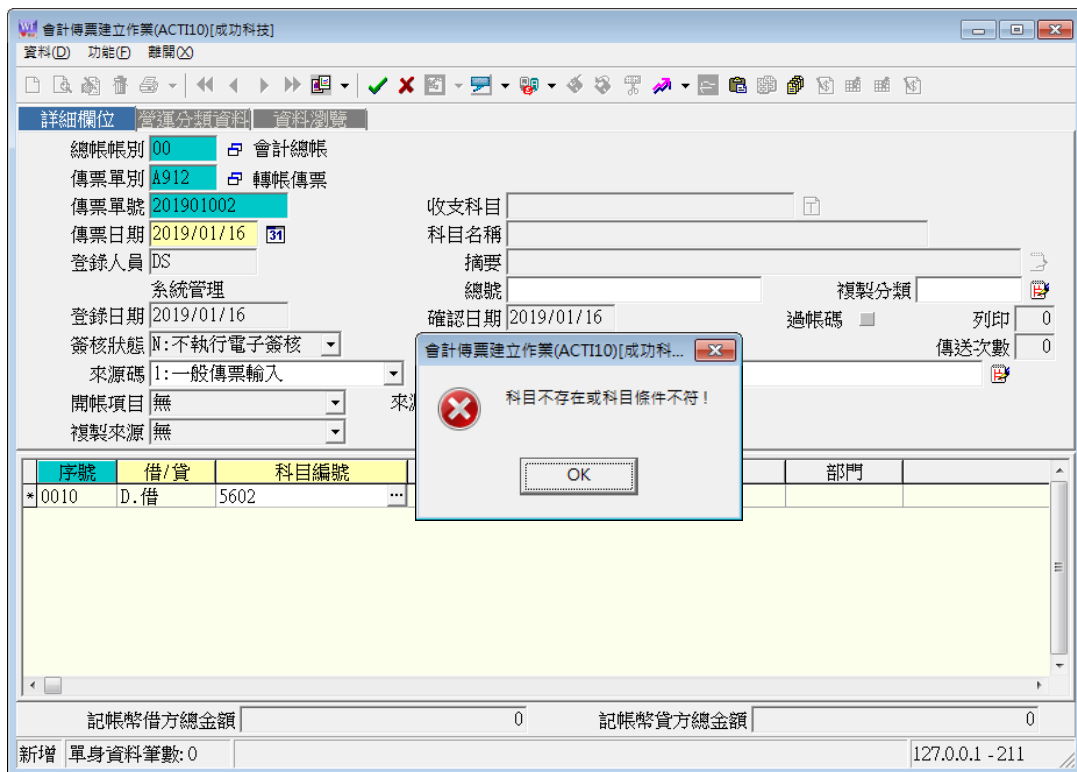 會計傳票建立作業(ACTI10)[成功科技]
資料(D) 功能(F) 離開(X)
詳細欄位 營運分類資料 資料瀏覽
總帳帳別 00 會計總帳
傳票單別 A912 轉帳傳票
傳票單號 201901002 收支科目
傳票日期 2019/01/16 31 科目名稱
登錄人員 DS 摘要
系統管理 總號 複製分類
登錄日期 2019/01/16 確認日期 2019/01/16 過帳碼 列印 0
簽核狀態 N:不執行電子簽核 傳送次數 0
來源碼 1:一般傳票輸入
開帳項目 無
複製來源 無
會計傳票建立作業(ACTI10)[成功科...
科目不存在或科目條件不符!
OK
序號 借/貸 科目編號 部門
*0010 D.借 5602 ...
記帳幣借方總金額 0 記帳幣貸方總金額 0
新增 單身資料筆數:0 127.0.0.1 -211